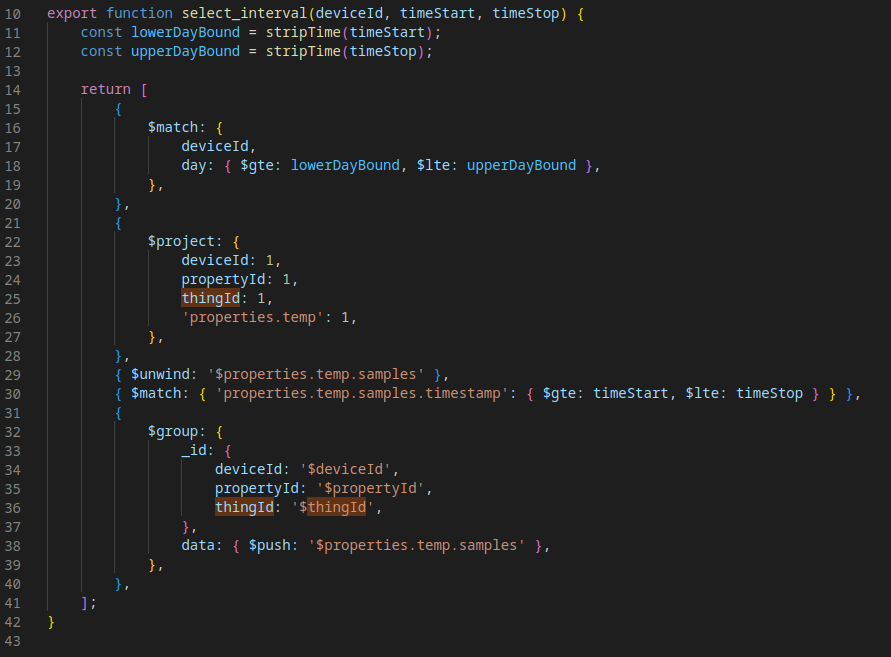 10 export function select_interval(deviceId, timeStart, timeStop) {
11     const lowerDayBound = stripTime(timeStart);
12     const upperDayBound = stripTime(timeStop);
13
14     return [
15         {
16             $match: {
17                 deviceId,
18                 day: { $gte: lowerDayBound, $lte: upperDayBound },
19             },
20         },
21         {
22             $project: {
23                 deviceId: 1,
24                 propertyId: 1,
25                 thingId: 1,
26                 'properties.temp': 1,
27             },
28         },
29         { $unwind: '$properties.temp.samples' },
30         { $match: { 'properties.temp.samples.timestamp': { $gte: timeStart, $lte: timeStop } } },
31         {
32             $group: {
33                 _id: {
34                     deviceId: '$deviceId',
35                     propertyId: '$propertyId',
36                     thingId: '$thingId',
37                 },
38                 data: { $push: '$properties.temp.samples' },
39             },
40         },
41     ];
42 }
43